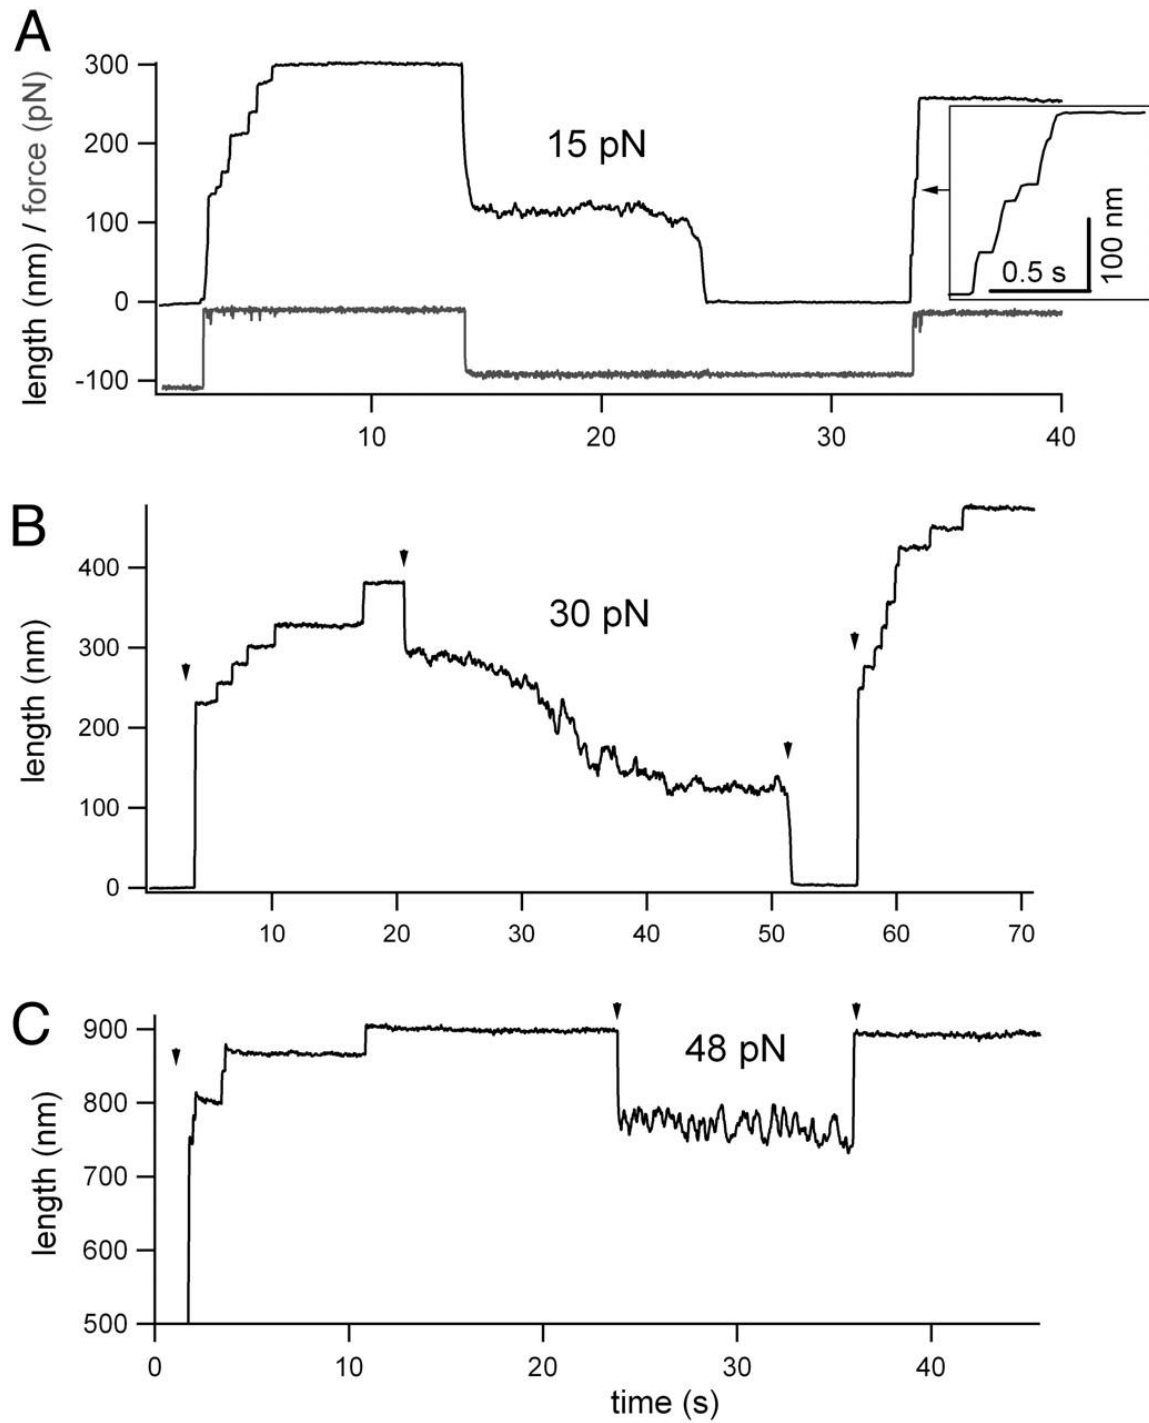 A
length (nm) / force (pN)
300
200
100
0
-100
15 pN
0.5 s
100 nm
10 20 30 40
B
length (nm)
400
300
200
100
0
30 pN
10 20 30 40 50 60 70
C
length (nm)
900
800
700
600
500
48 pN
0 10 20 30 40
time (s)